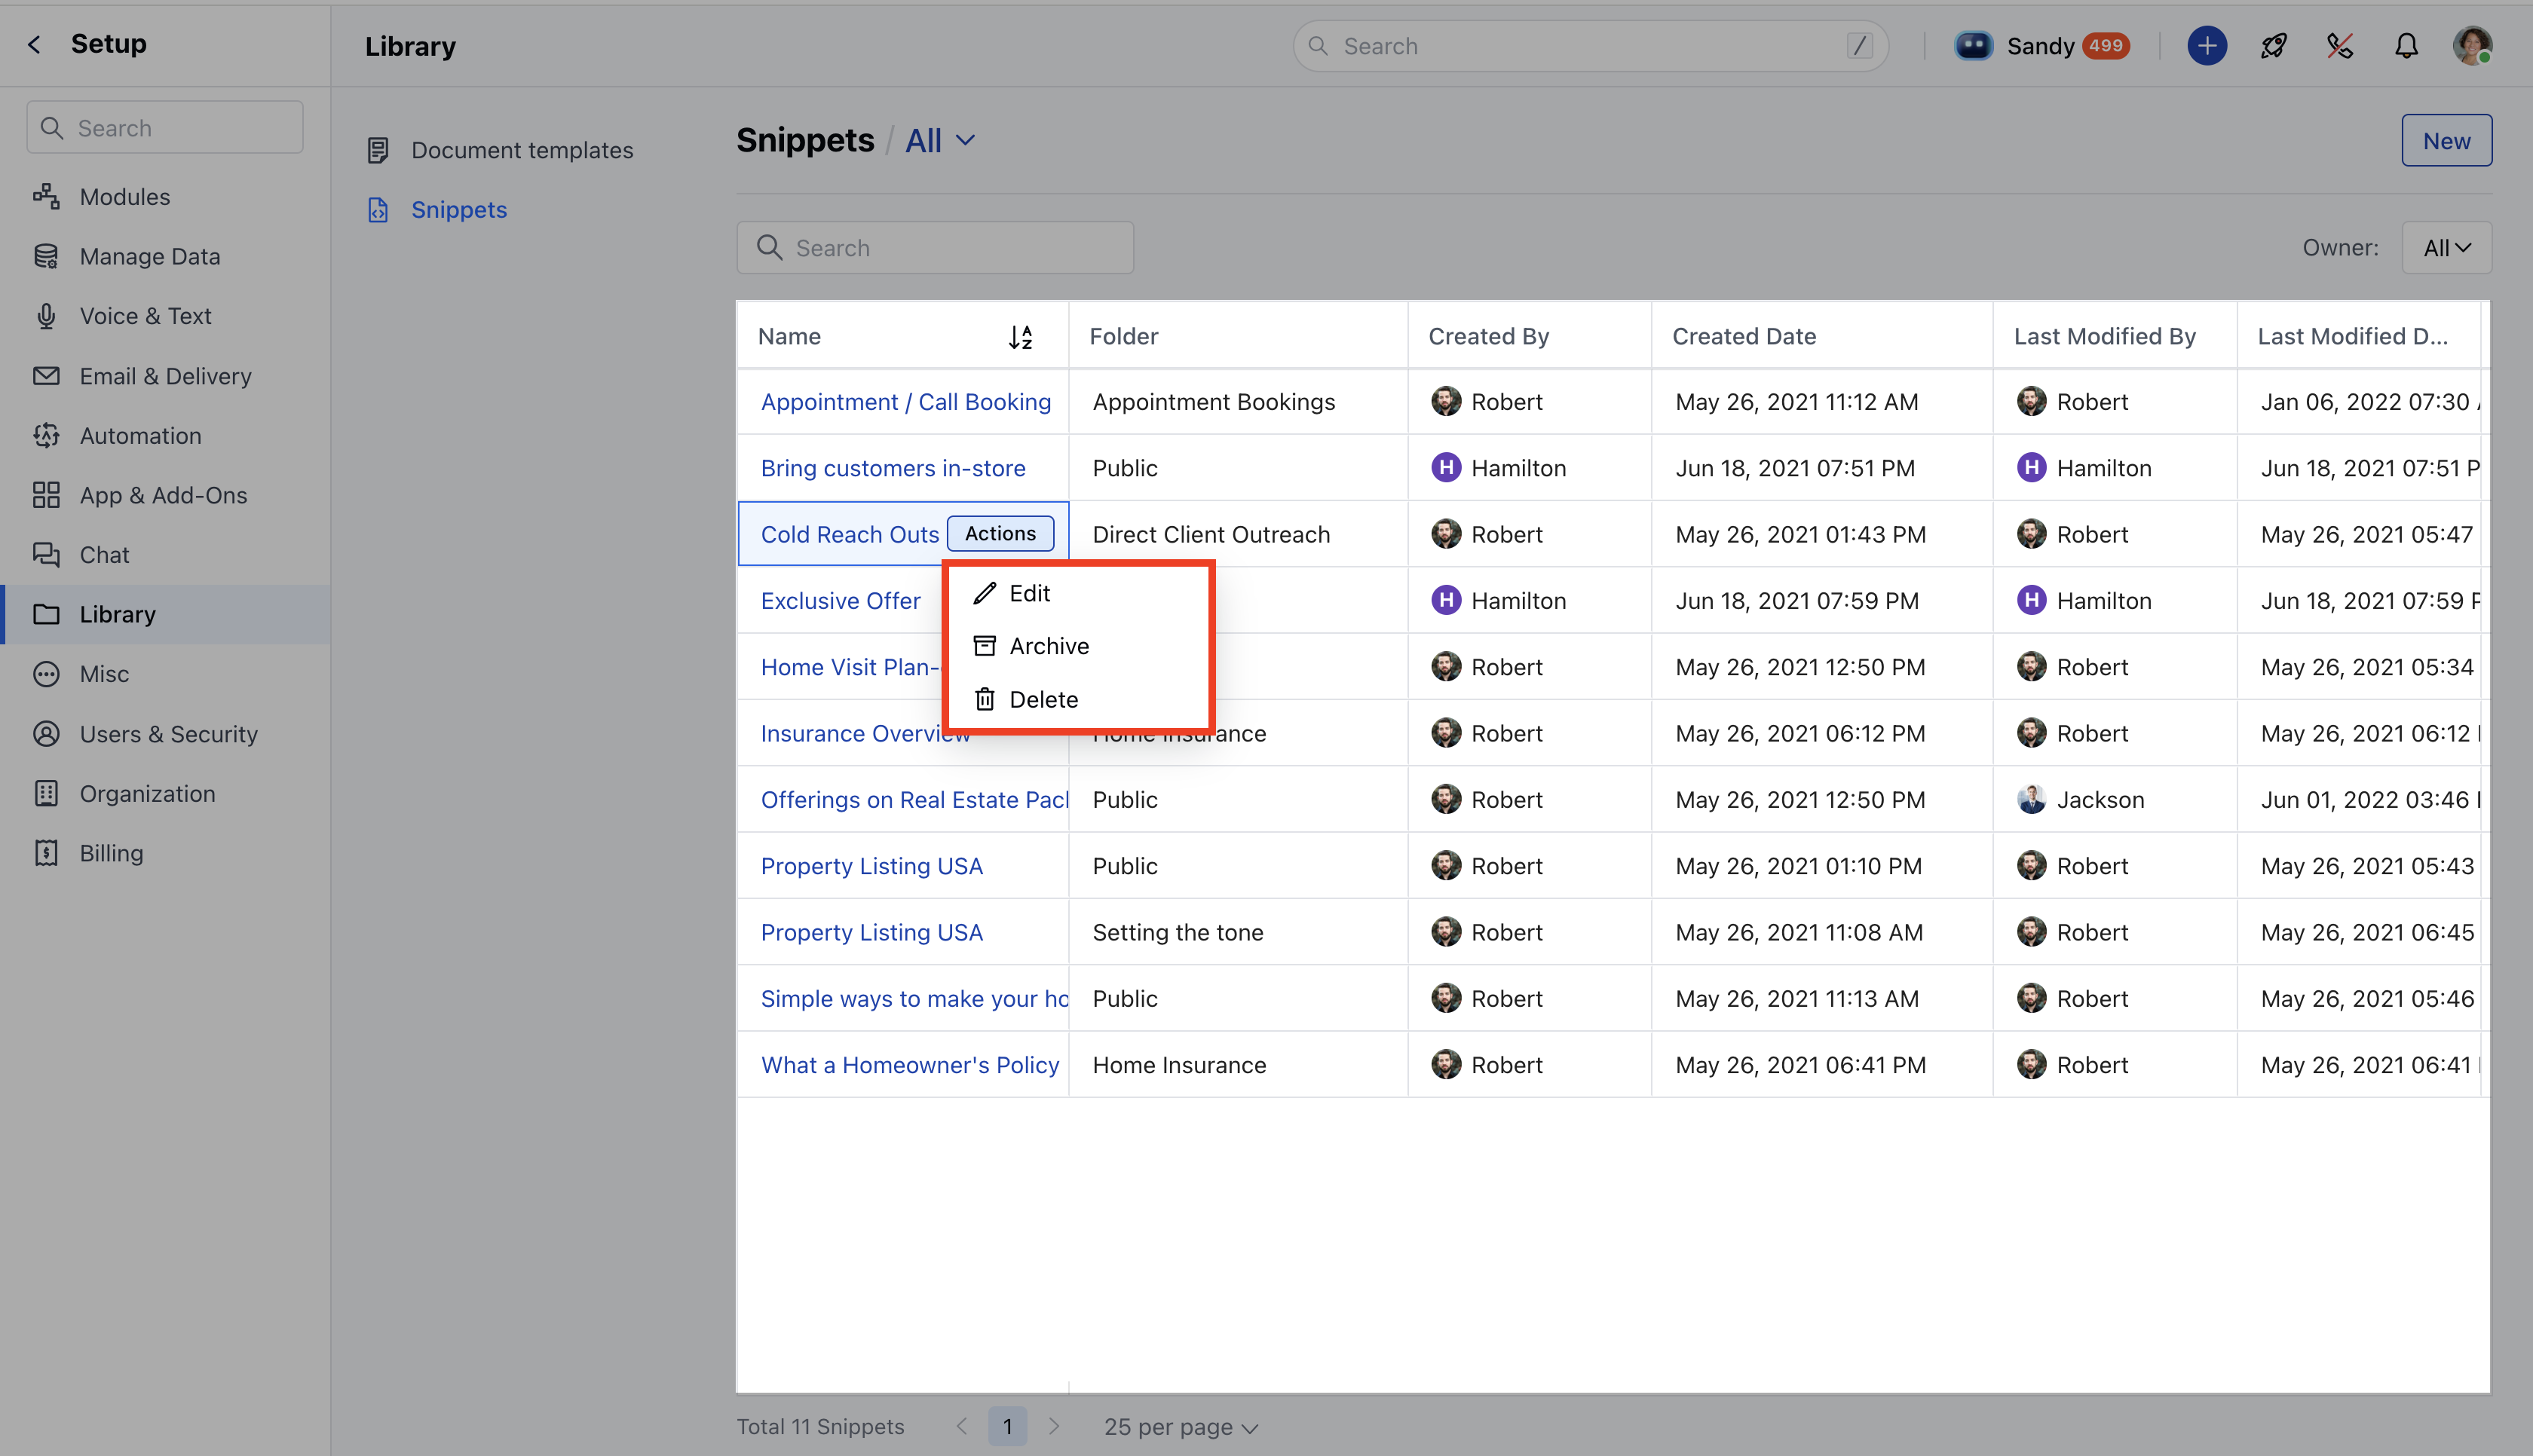 Setup
Library
Search /
Sandy 499
Search
Modules
Manage Data
Voice & Text
Email & Delivery
Automation
App & Add-Ons
Chat
Library
Misc
Users & Security
Organization
Billing
Document templates
Snippets
Snippets / All
New
Search
Owner: All
Name Folder Created By Created Date Last Modified By Last Modified D...
Appointment / Call Booking Appointment Bookings Robert May 26, 2021 11:12 AM Robert Jan 06, 2022 07:30
Bring customers in-store Public H Hamilton Jun 18, 2021 07:51 PM H Hamilton Jun 18, 2021 07:51 P
Cold Reach Outs Actions Direct Client Outreach Robert May 26, 2021 01:43 PM Robert May 26, 2021 05:47
Edit
Archive
Delete
Exclusive Offer H Hamilton Jun 18, 2021 07:59 PM H Hamilton Jun 18, 2021 07:59 P
Home Visit Plan- Robert May 26, 2021 12:50 PM Robert May 26, 2021 05:34
Insurance Overview Home Insurance Robert May 26, 2021 06:12 PM Robert May 26, 2021 06:12
Offerings on Real Estate Pac Public Robert May 26, 2021 12:50 PM Jackson Jun 01, 2022 03:46
Property Listing USA Public Robert May 26, 2021 01:10 PM Robert May 26, 2021 05:43
Property Listing USA Setting the tone Robert May 26, 2021 11:08 AM Robert May 26, 2021 06:45
Simple ways to make your ho Public Robert May 26, 2021 11:13 AM Robert May 26, 2021 05:46
What a Homeowner's Policy Home Insurance Robert May 26, 2021 06:41 PM Robert May 26, 2021 06:41
Total 11 Snippets 1 25 per page